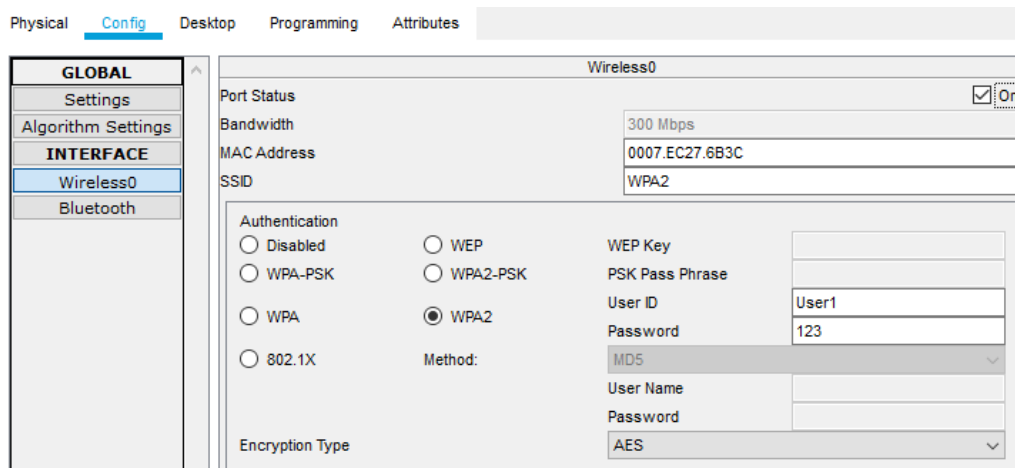 Physical Config Desktop Programming Attributes
GLOBAL
Settings
Algorithm Settings
INTERFACE
Wireless0
Bluetooth
Wireless0
Port Status On
Bandwidth 300 Mbps
MAC Address 0007.EC27.6B3C
SSID WPA2
Authentication
Disabled WEP WEP Key
WPA-PSK WPA2-PSK PSK Pass Phrase
User ID User1
WPA WPA2
Password 123
802.1X Method: MD5
User Name
Password
Encryption Type AES